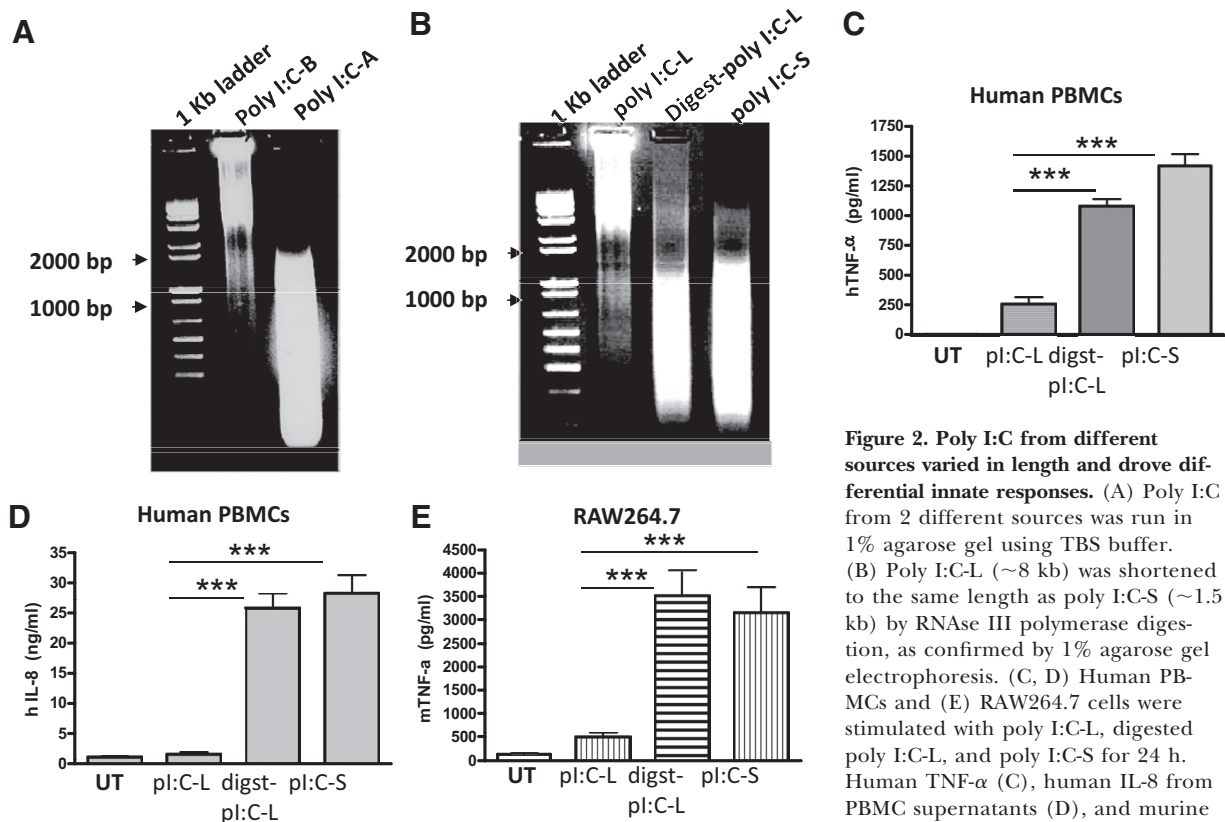 A
1 Kb ladder
Poly I:C-B
Poly I:C-A
2000 bp
1000 bp
B
1 Kb ladder
poly I:C-L
Digest-poly I:C-L
poly I:C-S
2000 bp
1000 bp
C
Human PBMCs
hTNF-α (pg/ml)
1750
1500
1250
1000
750
500
250
0
***
***
UT
pI:C-L
digst-
pI:C-L
pI:C-S
D
Human PBMCs
h IL-8 (ng/ml)
35
30
25
20
15
10
5
0
***
***
UT
pI:C-L
digst-
pI:C-L
pI:C-S
E
RAW264.7
mTNF-a (pg/ml)
4500
4000
3500
3000
2500
2000
1500
1000
500
0
***
***
UT
pI:C-L
digst-
pI:C-L
pI:C-S
Figure 2. Poly I:C from different
sources varied in length and drove dif-
ferential innate responses. (A) Poly I:C
from 2 different sources was run in
1% agarose gel using TBS buffer.
(B) Poly I:C-L (~8 kb) was shortened
to the same length as poly I:C-S (~1.5
kb) by RNAse III polymerase diges-
tion, as confirmed by 1% agarose gel
electrophoresis. (C, D) Human PB-
MCs and (E) RAW264.7 cells were
stimulated with poly I:C-L, digested
poly I:C-L, and poly I:C-S for 24 h.
Human TNF-α (C), human IL-8 from
PBMC supernatants (D), and murine